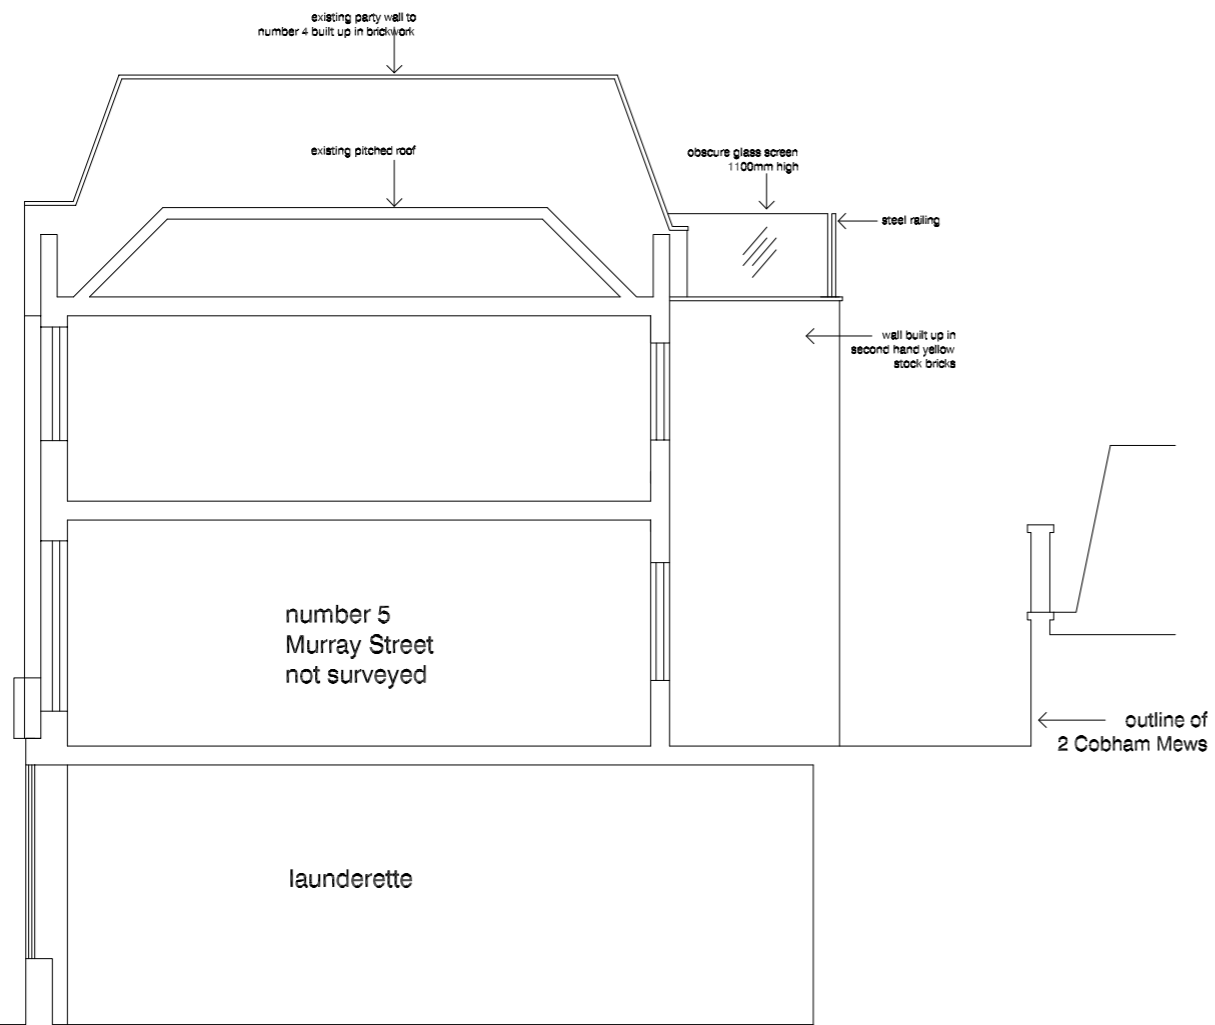 existing party wall to
number 4 built up in brickwork
existing pitched roof
obscure glass screen
1100mm high
steel railing
wall built up in
second hand yellow
stock bricks
number 5
Murray Street
not surveyed
outline of
2 Cobham Mews
launderette